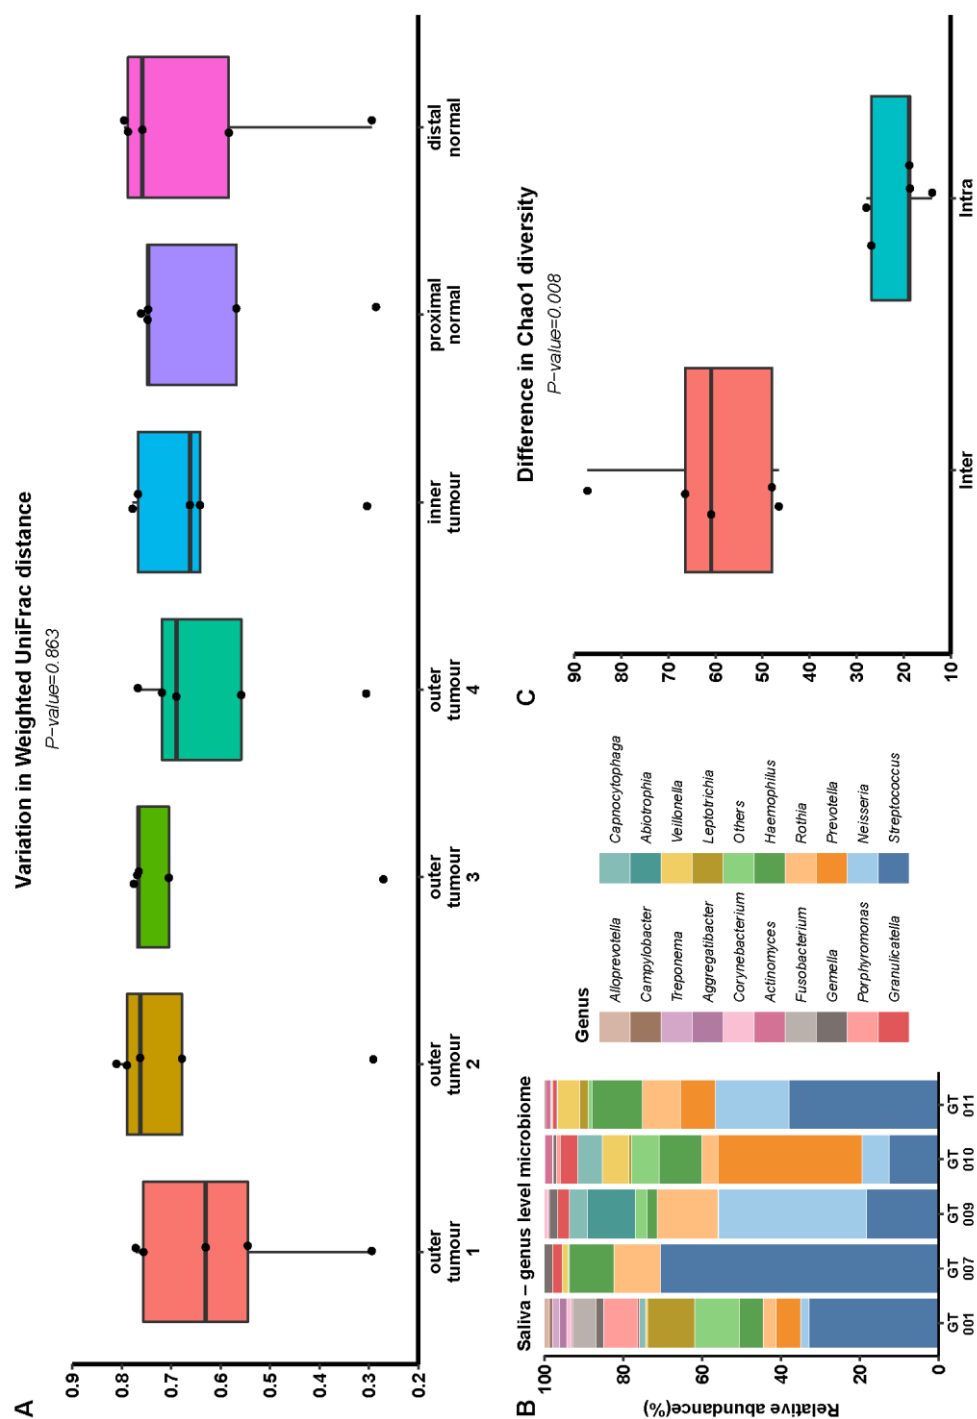 A
Variation in Weighted UniFrac distance
P-value=0.863
0.9
0.8
0.7
0.6
0.5
0.4
0.3
0.2
outer
tumour
1
outer
tumour
2
outer
tumour
3
outer
tumour
4
inner
tumour
proximal
normal
distal
normal
B
Saliva – genus level microbiome
Relative abundance(%)
100
80
60
40
20
0
GT
001
GT
007
GT
009
GT
010
GT
011
Genus
Alloprevotella
Campylobacter
Treponema
Aggregatibacter
Corynebacterium
Actinomyces
Fusobacterium
Gemella
Porphyromonas
Granulicatella
Capnocytophaga
Abiotrophia
Veillonella
Leptotrichia
Others
Haemophilus
Rothia
Prevotella
Neisseria
Streptococcus
C
Difference in Chao1 diversity
P-value=0.008
90
80
70
60
50
40
30
20
10
Inter
Intra